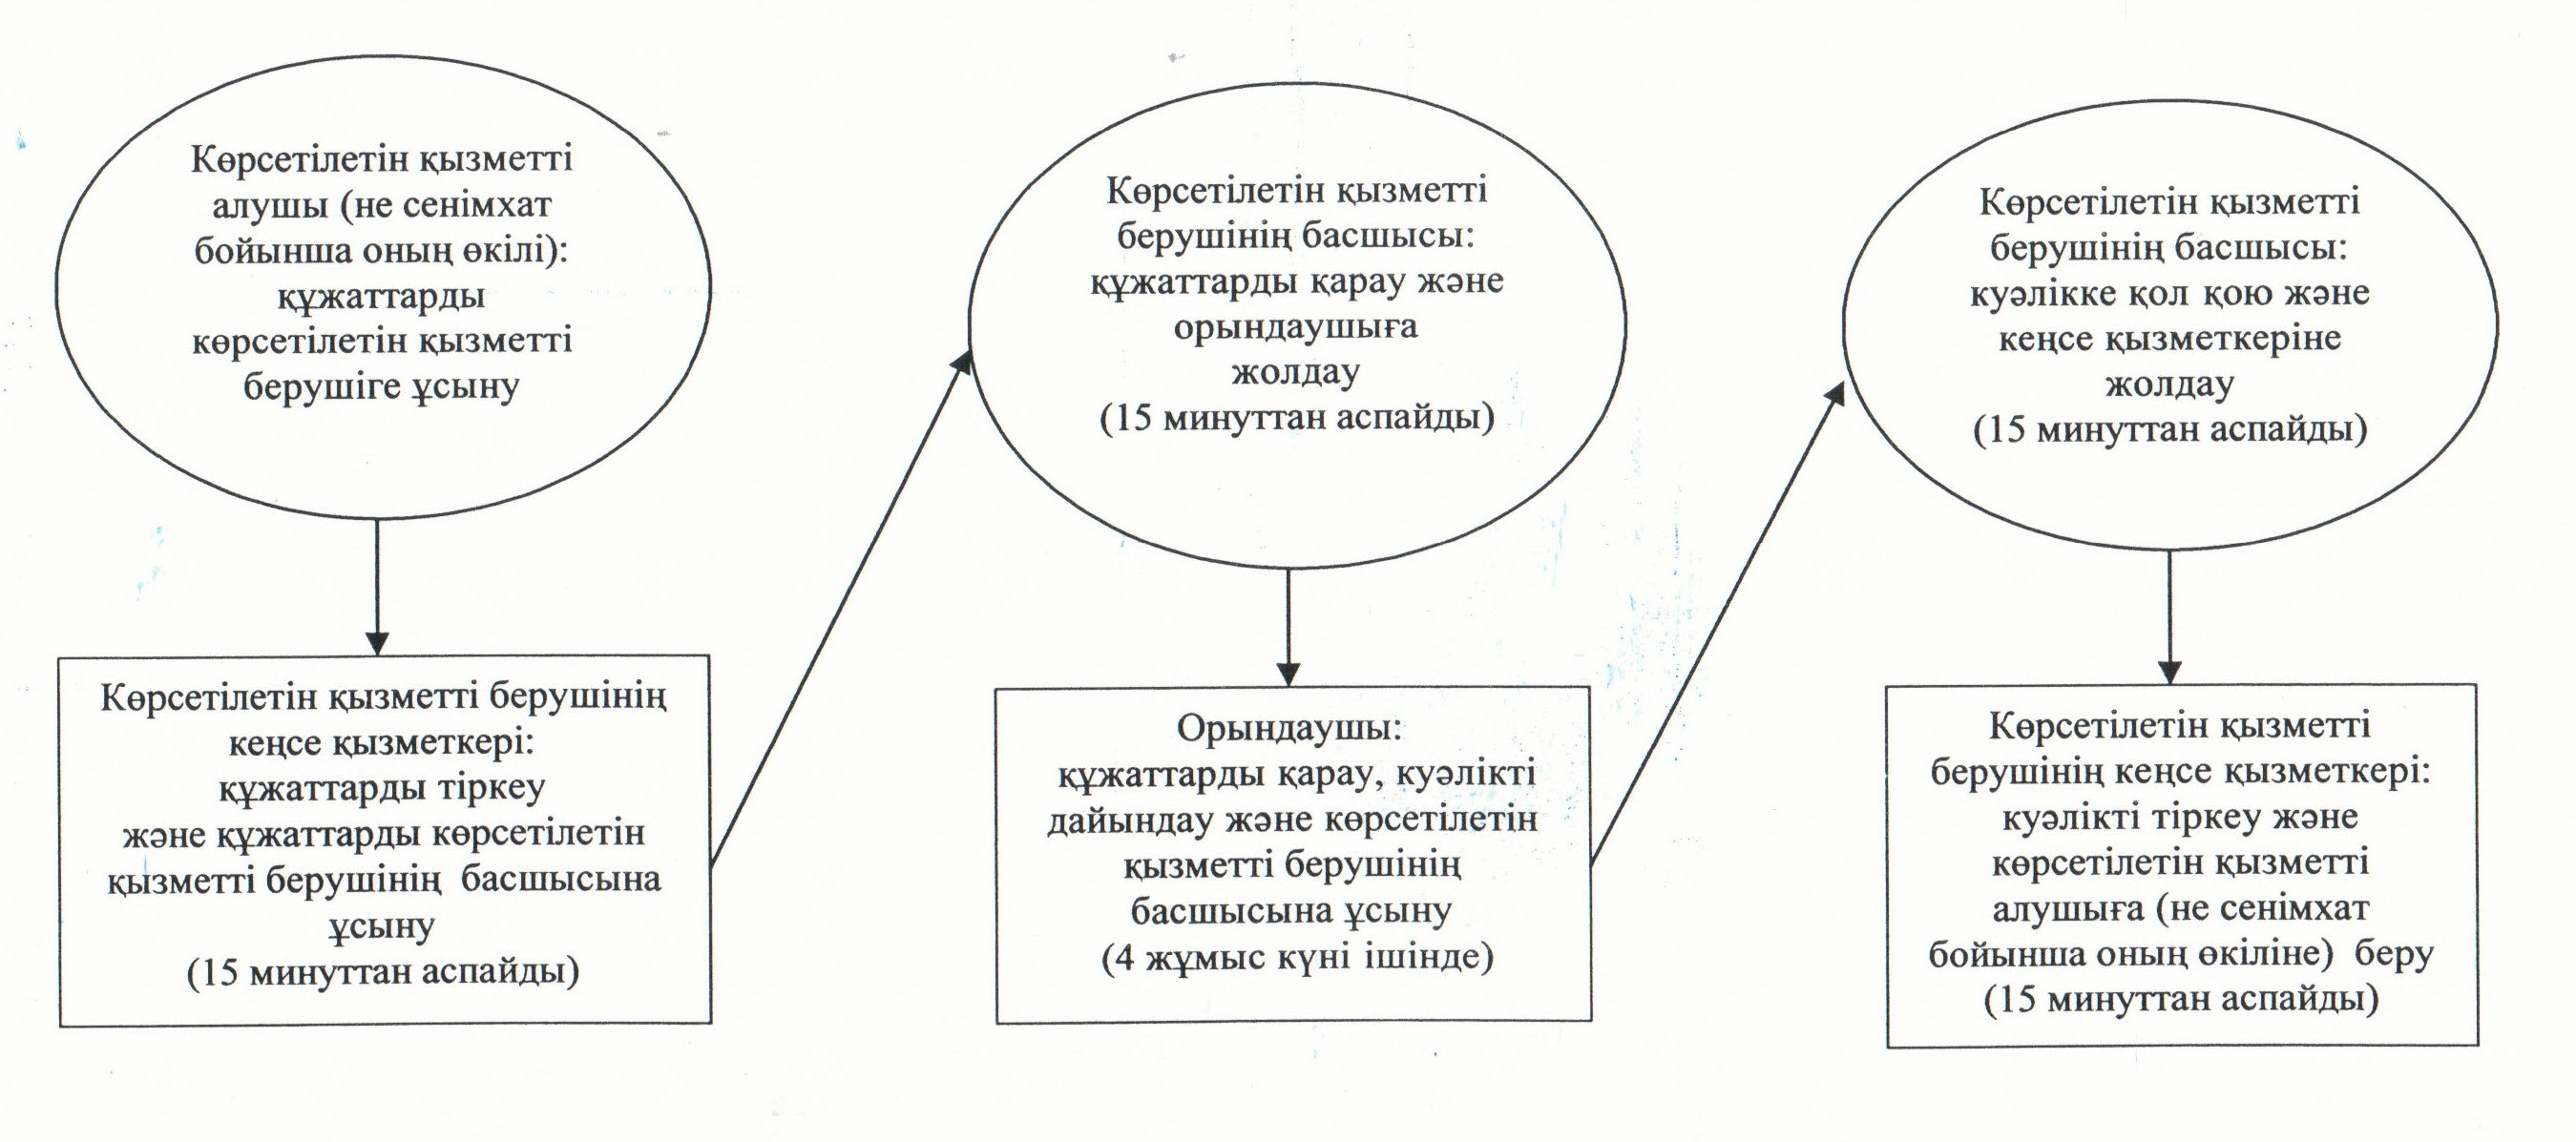 Көрсетілетін қызметті
алушы (не сенімхат
бойынша оның өкілі):
құжаттарды
көрсетілетін қызметті
берушіге ұсыну
Көрсетілетін қызметті берушінің
кеңсе қызметкері:
құжаттарды тіркеу
және құжаттарды көрсетілетін
қызметті берушінің басшысына
ұсыну
(15 минуттан аспайды)
Көрсетілетін қызметті
берушінің басшысы:
құжаттарды қарау және
орындаушыға
жолдау
(15 минуттан аспайды)
Орындаушы:
құжаттарды қарау, куәлікті
дайындау және көрсетілетін
қызметті берушінің
басшысына ұсыну
(4 жұмыс күні ішінде)
Көрсетілетін қызметті
берушінің басшысы:
куәлікке қол қою және
кеңсе қызметкеріне
жолдау
(15 минуттан аспайды)
Көрсетілетін қызметті
берушінің кеңсе қызметкері:
куәлікті тіркеу және
көрсетілетін қызметті
алушыға (не сенімхат
бойынша оның өкіліне) беру
(15 минуттан аспайды)